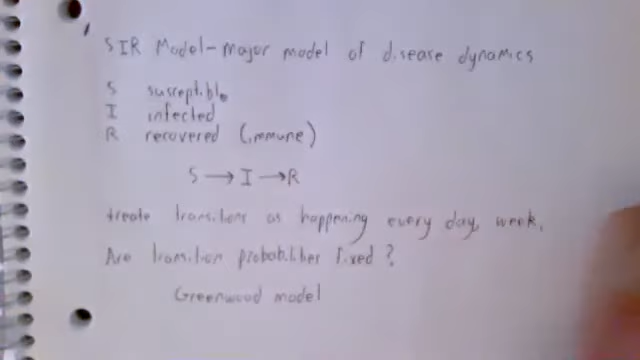 SIR Model - major model of disease dynamics
S susceptible
I infected
R recovered (immune)
S → I → R
treat transitions as happening every day, week,
Are transition probabilities fixed?
Greenwood model